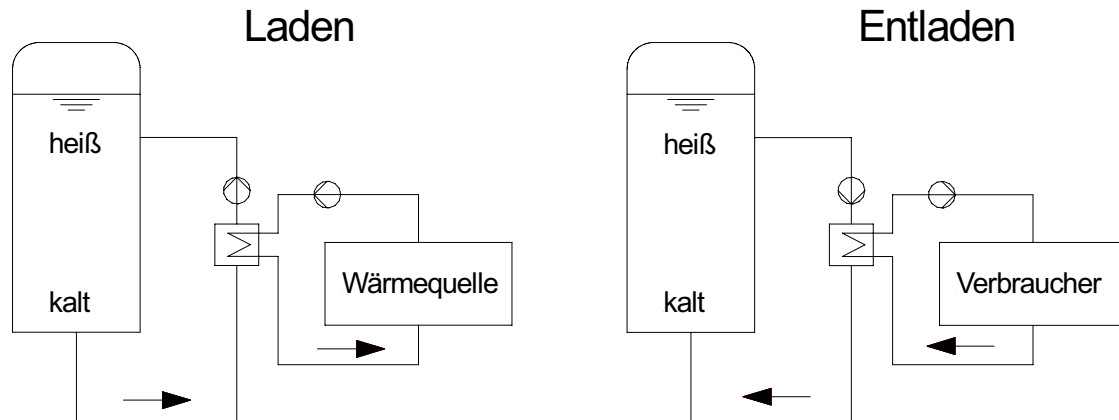 Laden
heiß
kalt
Wärmequelle
Entladen
heiß
kalt
Verbraucher